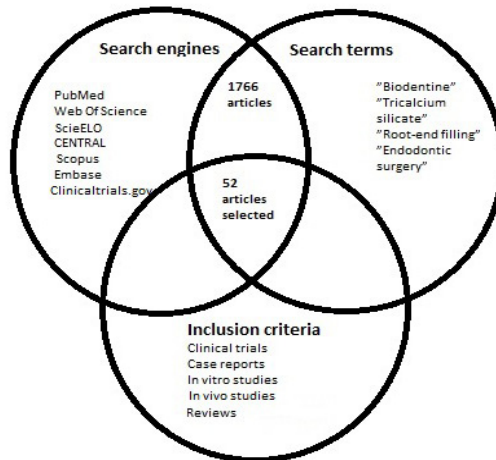 Search engines
PubMed
Web Of Science
ScieELO
CENTRAL
Scopus
Embase
Clinicaltrials.gov
1766
articles
Search terms
"Biodentine"
"Tricalcium
silicate"
"Root-end filling"
"Endodontic
surgery"
52
articles
selected
Inclusion criteria
Clinical trials
Case reports
In vitro studies
In vivo studies
Reviews